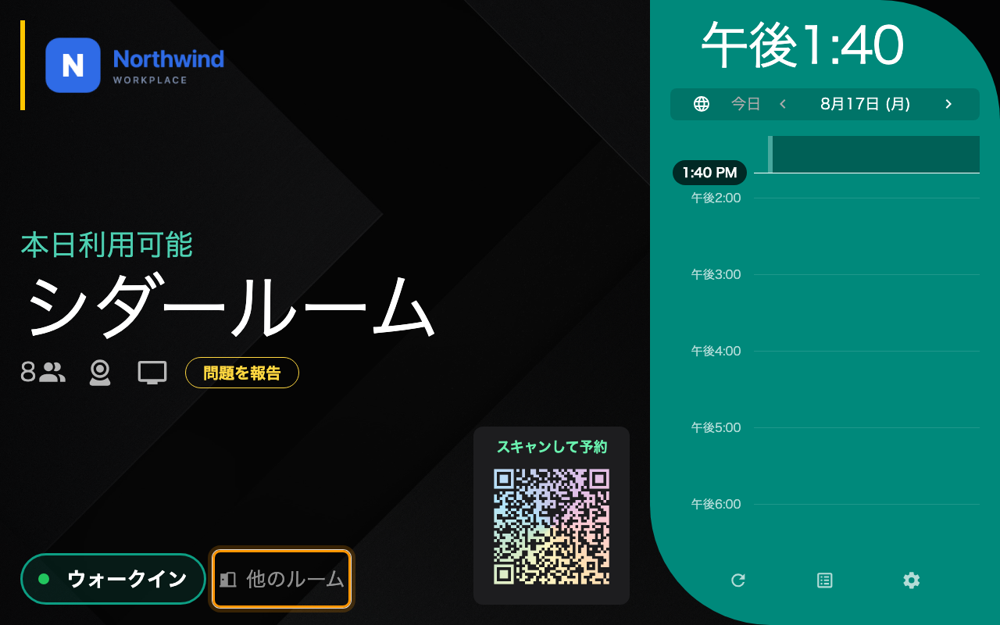 N
Northwind
WORKPLACE
本日利用可能
シダールーム
8
問題を報告
スキャンして予約
ウォークイン
他のルーム
午後1:40
今日
8月17日 (月)
1:40 PM
午後2:00
午後3:00
午後4:00
午後5:00
午後6:00